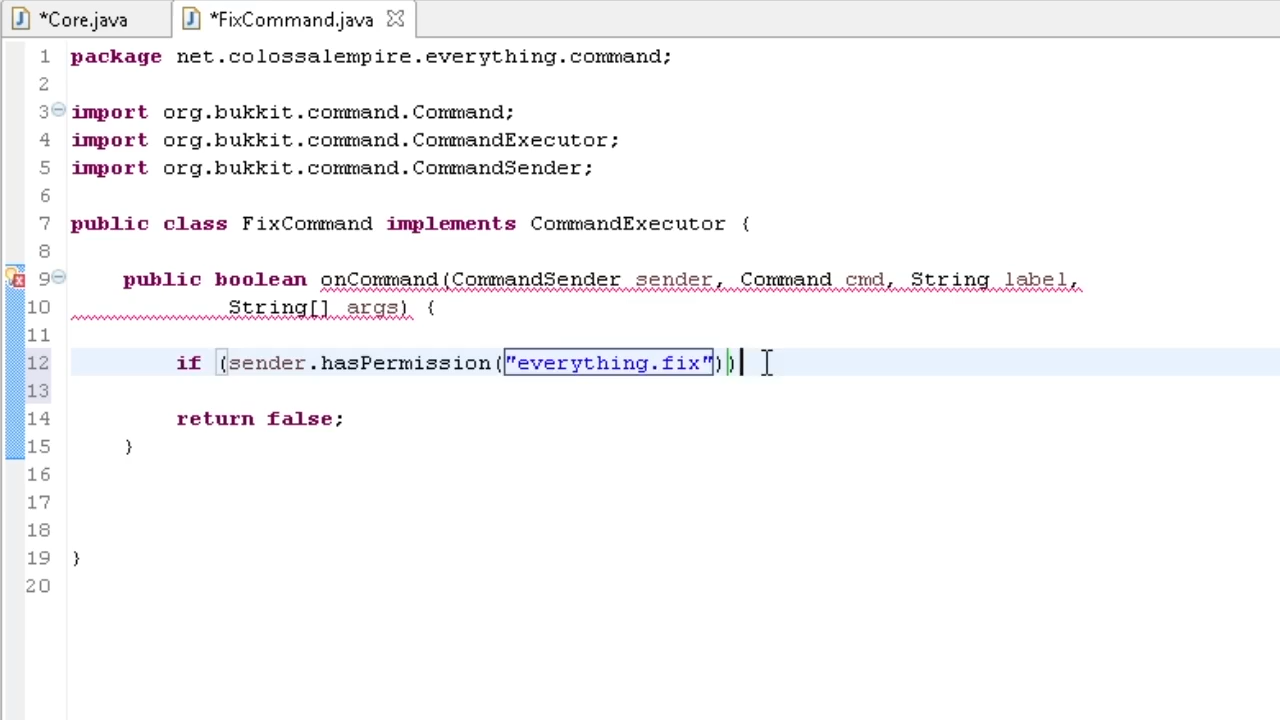 *Core.java *FixCommand.java
1 package net.colossalempire.everything.command;
2
3 import org.bukkit.command.Command;
4 import org.bukkit.command.CommandExecutor;
5 import org.bukkit.command.CommandSender;
6
7 public class FixCommand implements CommandExecutor {
8
9 public boolean onCommand(CommandSender sender, Command cmd, String label,
10 String[] args) {
11
12 if (sender.hasPermission("everything.fix"))
13
14 return false;
15 }
16
17
18
19 }
20